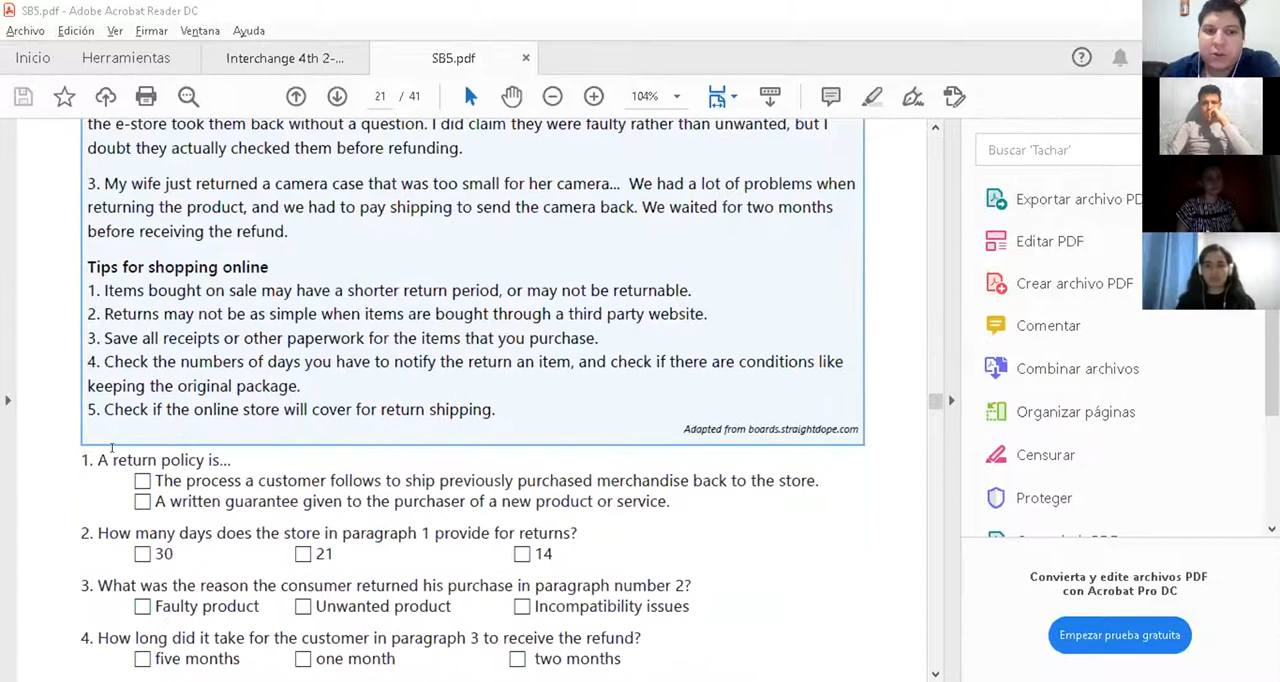 SB5.pdf - Adobe Acrobat Reader DC
Archivo Edición Ver Firmar Ventana Ayuda
Inicio Herramientas Interchange 4th 2-... SB5.pdf ×
21 / 41 104%
the e-store took them back without a question. I did claim they were faulty rather than unwanted, but I
doubt they actually checked them before refunding.
3. My wife just returned a camera case that was too small for her camera... We had a lot of problems when
returning the product, and we had to pay shipping to send the camera back. We waited for two months
before receiving the refund.
Tips for shopping online
1. Items bought on sale may have a shorter return period, or may not be returnable.
2. Returns may not be as simple when items are bought through a third party website.
3. Save all receipts or other paperwork for the items that you purchase.
4. Check the numbers of days you have to notify the return an item, and check if there are conditions like
keeping the original package.
5. Check if the online store will cover for return shipping.
Adapted from boards.straightdope.com
1. A return policy is...
The process a customer follows to ship previously purchased merchandise back to the store.
A written guarantee given to the purchaser of a new product or service.
2. How many days does the store in paragraph 1 provide for returns?
30 21 14
3. What was the reason the consumer returned his purchase in paragraph number 2?
Faulty product Unwanted product Incompatibility issues
4. How long did it take for the customer in paragraph 3 to receive the refund?
five months one month two months
Buscar 'Tachar'
Exportar archivo PD
Editar PDF
Crear archivo PDF
Comentar
Combinar archivos
Organizar páginas
Censurar
Proteger
Convierta y edite archivos PDF
con Acrobat Pro DC
Empezar prueba gratuita